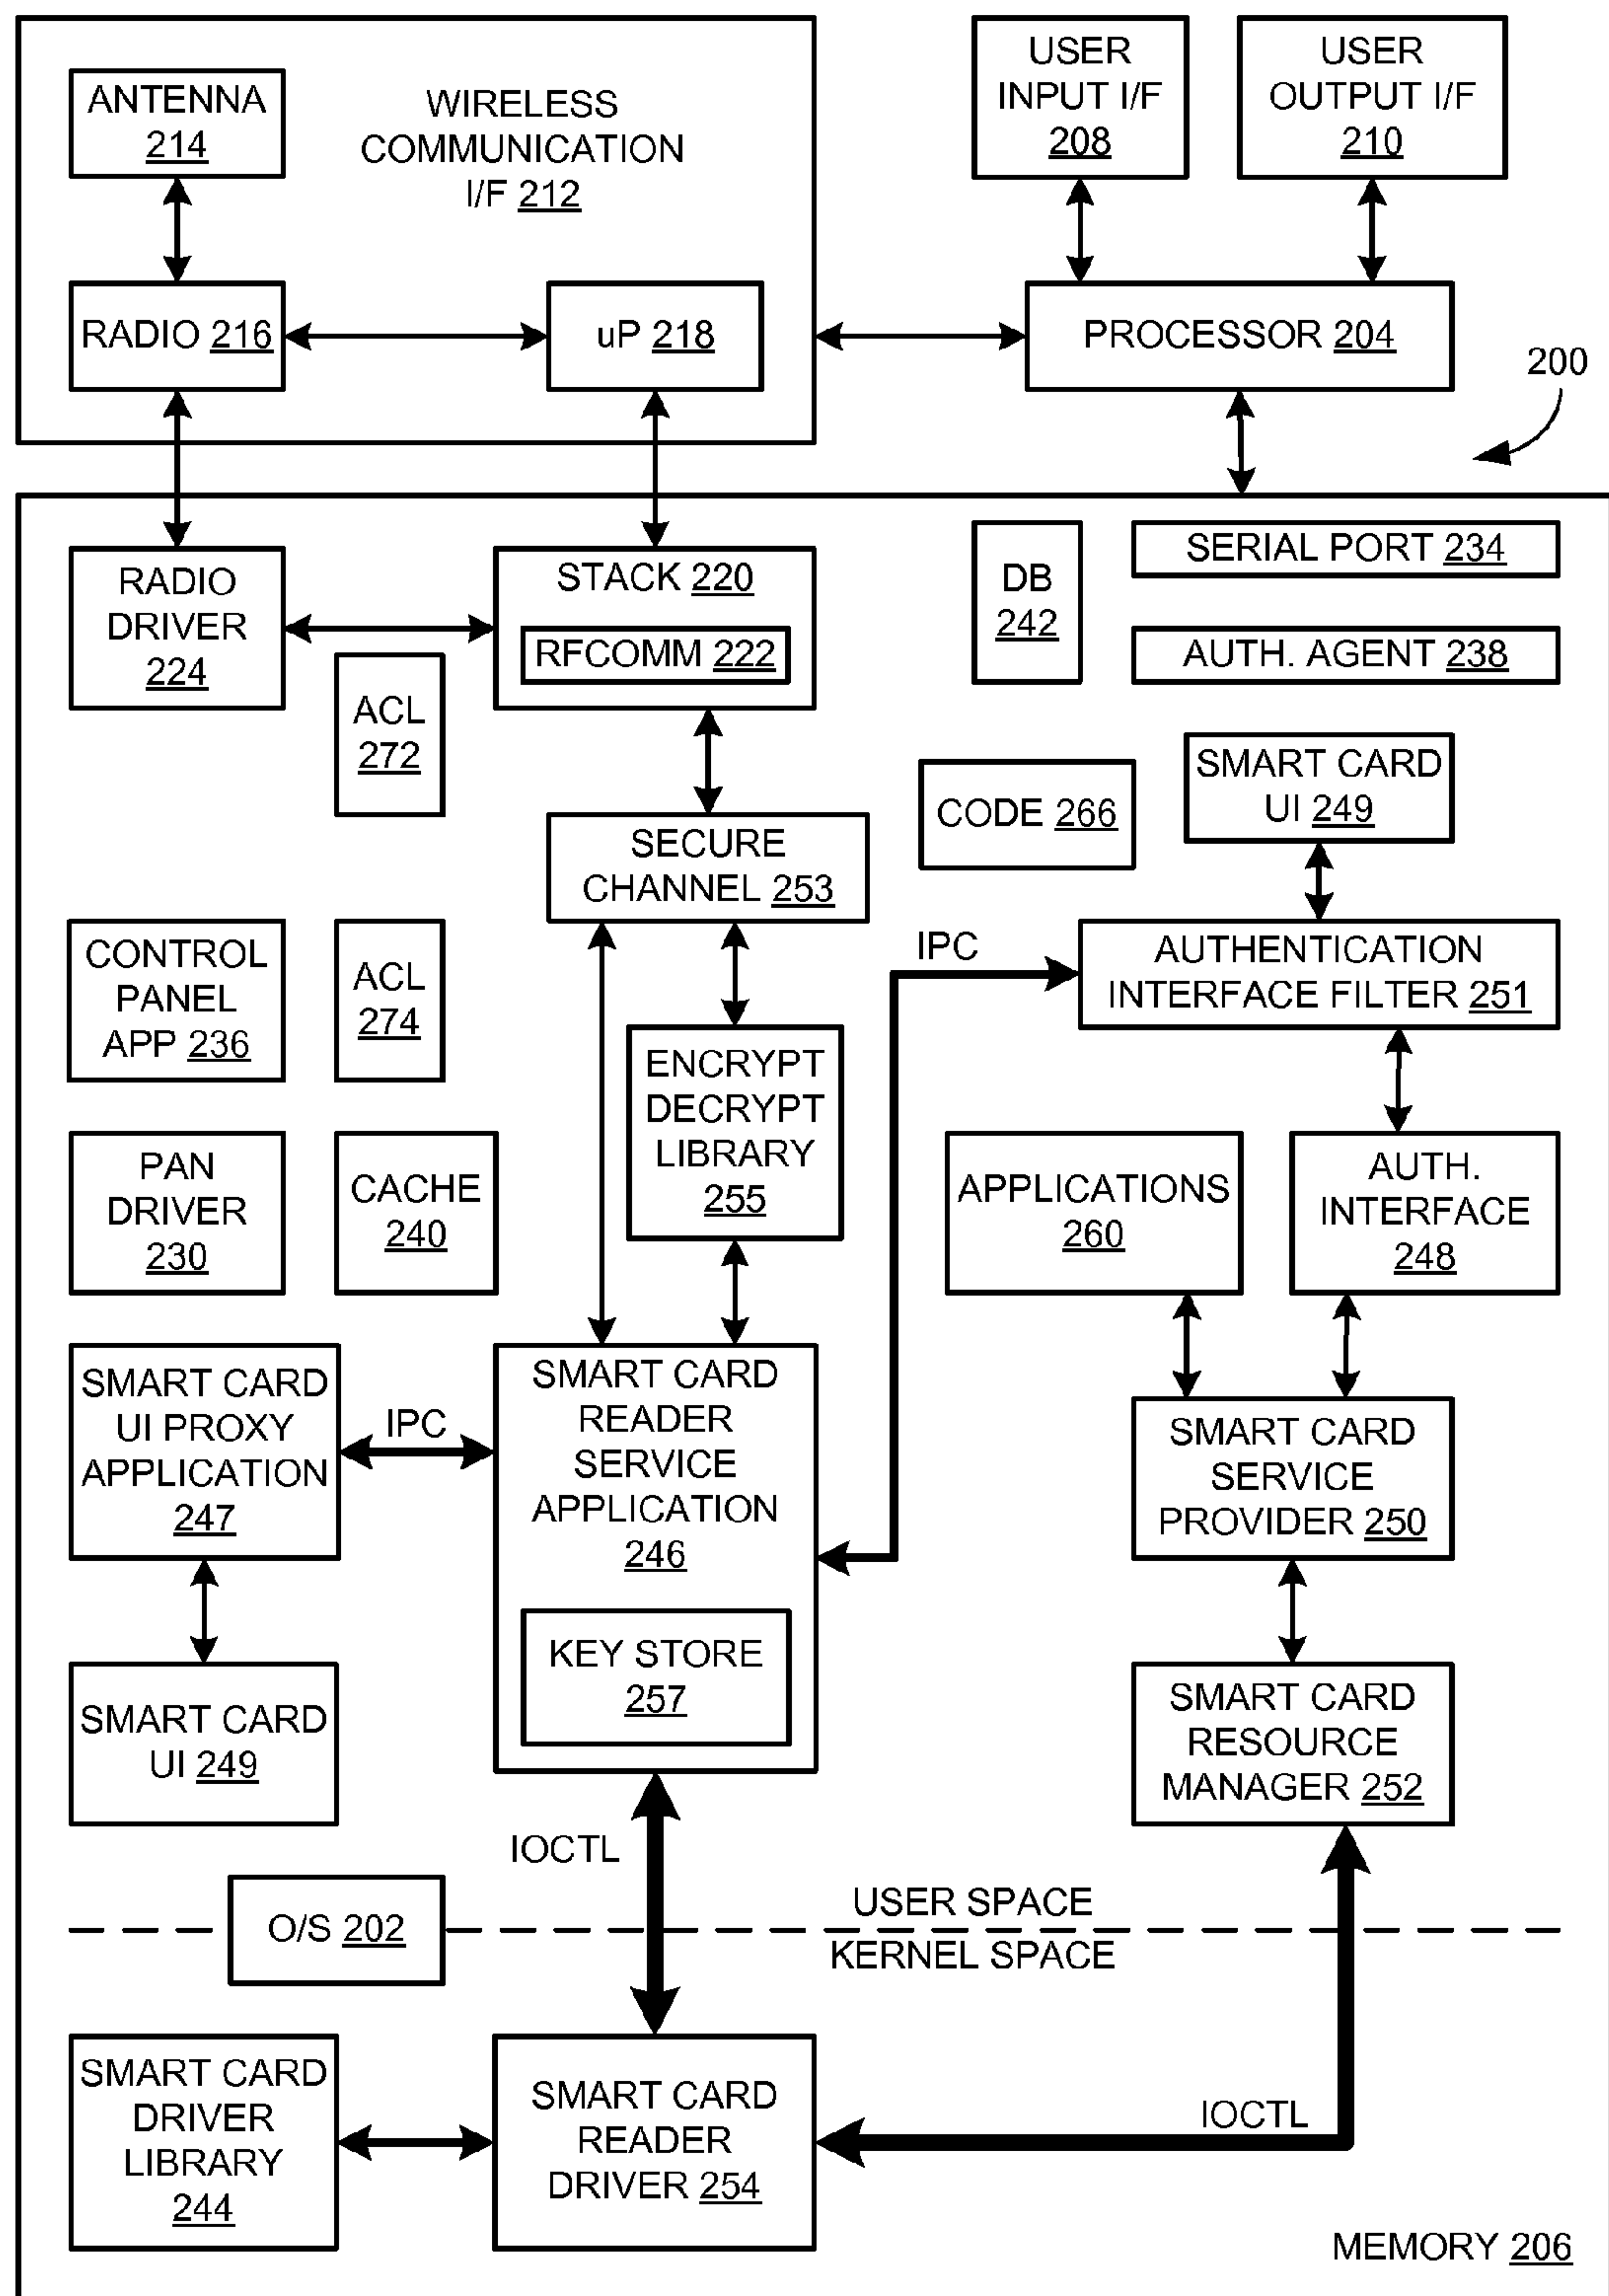 ANTENNA
214
WIRELESS
COMMUNICATION
I/F 212
USER
INPUT I/F
208
USER
OUTPUT I/F
210
RADIO 216
uP 218
PROCESSOR 204
200
RADIO
DRIVER
224
STACK 220
RFCOMM 222
DB
242
SERIAL PORT 234
AUTH. AGENT 238
ACL
272
SMART CARD
UI 249
CODE 266
SECURE
CHANNEL 253
CONTROL
PANEL
APP 236
ACL
274
IPC
AUTHENTICATION
INTERFACE FILTER 251
ENCRYPT
DECRYPT
LIBRARY
255
PAN
DRIVER
230
CACHE
240
APPLICATIONS
260
AUTH.
INTERFACE
248
SMART CARD
UI PROXY
APPLICATION
247
IPC
SMART CARD
READER
SERVICE
APPLICATION
246
KEY STORE
257
SMART CARD
SERVICE
PROVIDER 250
SMART CARD
UI 249
SMART CARD
RESOURCE
MANAGER 252
IOCTL
O/S 202
USER SPACE
KERNEL SPACE
SMART CARD
DRIVER
LIBRARY
244
SMART CARD
READER
DRIVER 254
IOCTL
MEMORY 206